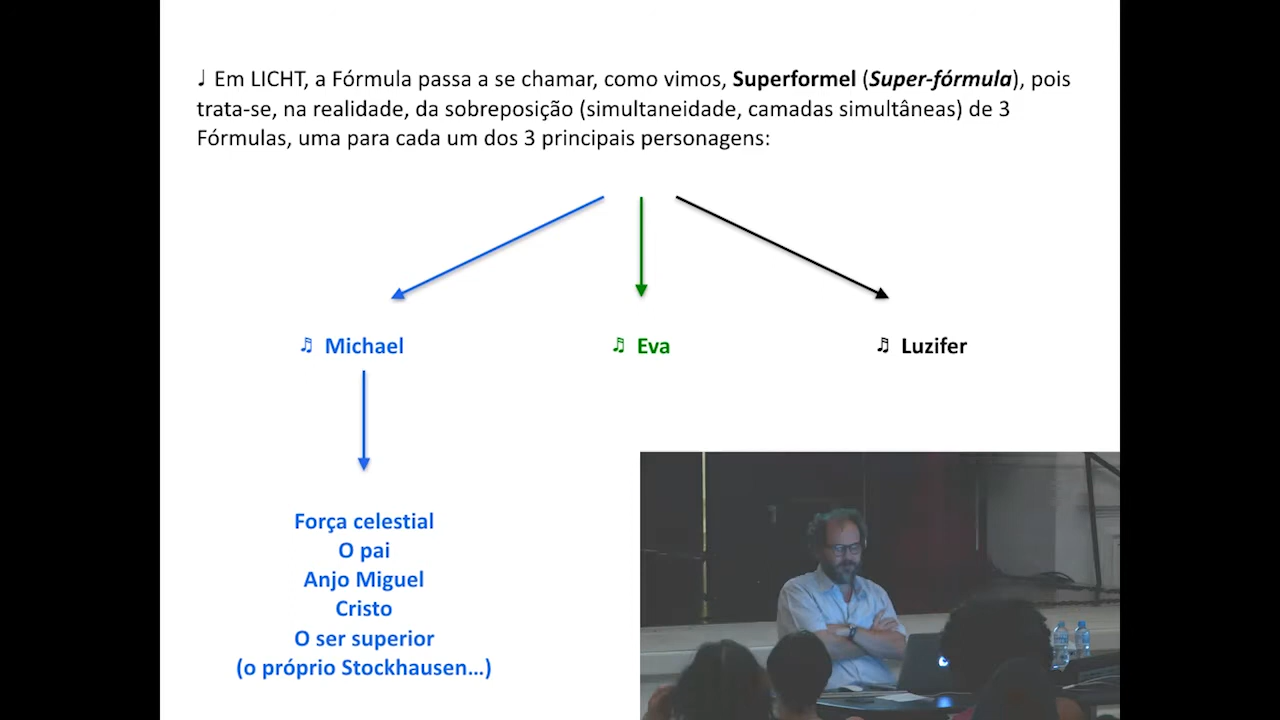 ♩ Em LICHT, a Fórmula passa a se chamar, como vimos, Superformel (Super-fórmula), pois
trata-se, na realidade, da sobreposição (simultaneidade, camadas simultâneas) de 3
Fórmulas, uma para cada um dos 3 principais personagens:
♫ Michael
♫ Eva
♫ Luzifer
Força celestial
O pai
Anjo Miguel
Cristo
O ser superior
(o próprio Stockhausen...)